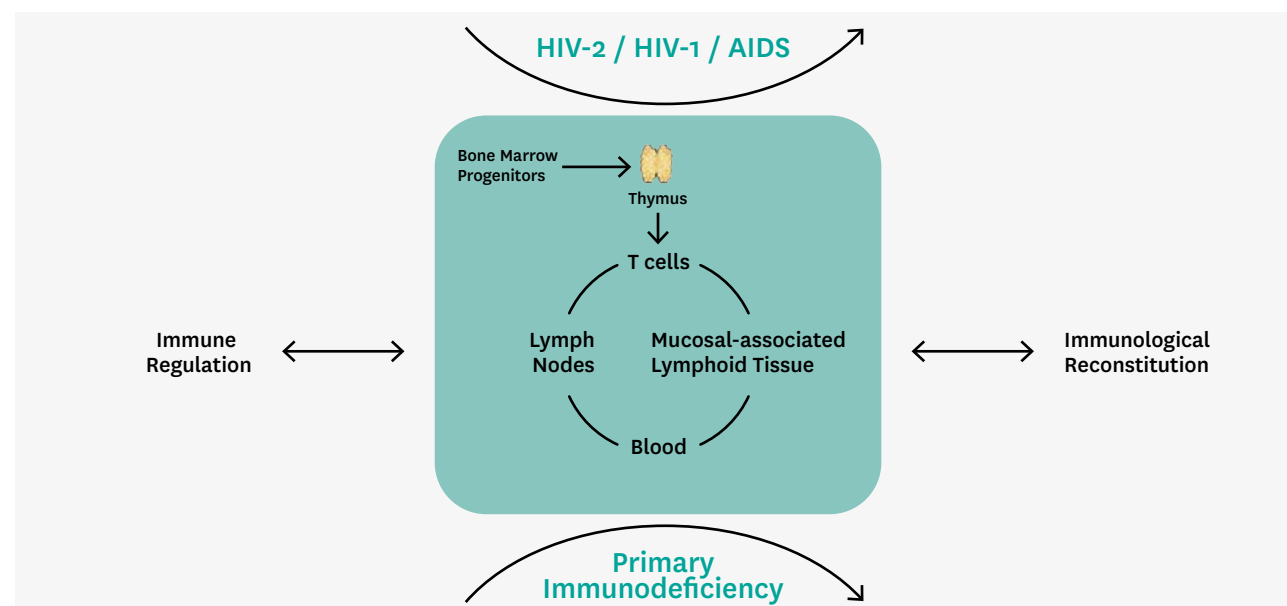 HIV-2 / HIV-1 / AIDS
Bone Marrow
Progenitors
Thymus
T cells
Immune
Regulation
Lymph
Nodes
Mucosal-associated
Lymphoid Tissue
Immunological
Reconstitution
Blood
Primary
Immunodeficiency